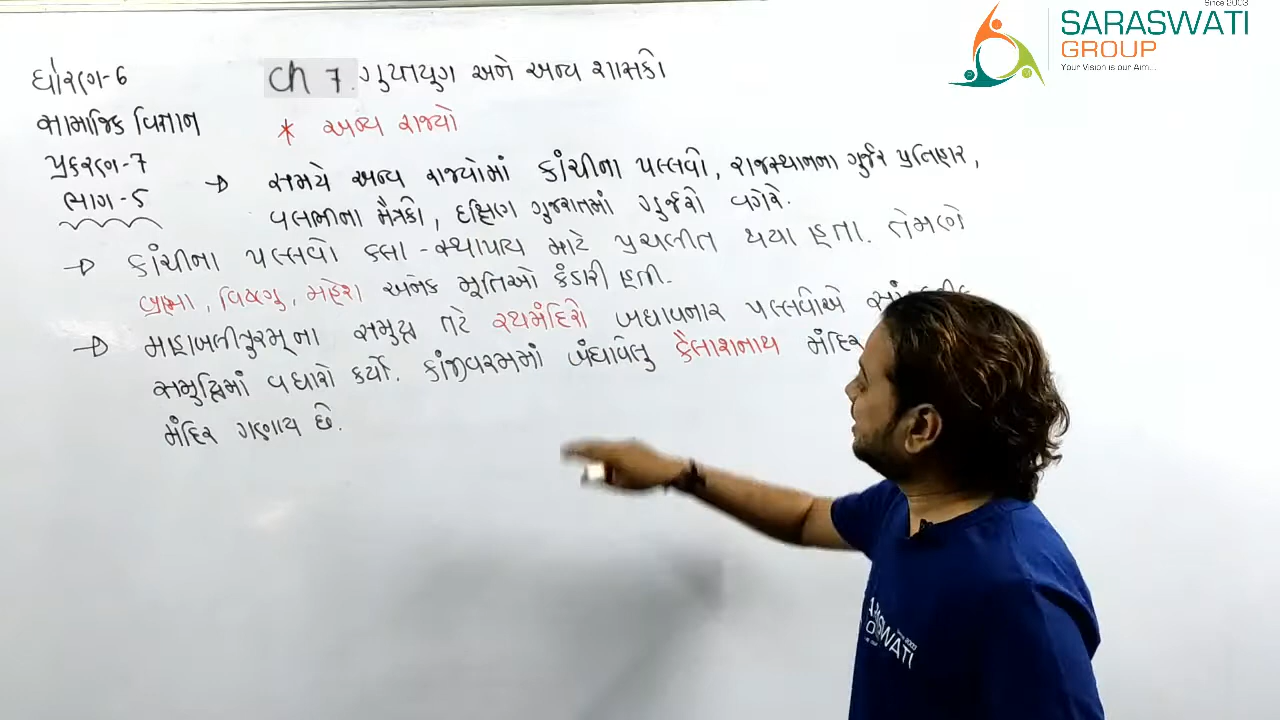 Since 2003
SARASWATI
GROUP
Your Vision is our Aim...
ધોરણ-6
સામાજિક વિજ્ઞાન
પ્રકરણ-7
ભાગ-5
Ch 7. ગુપ્તયુગ અને અન્ય શાસકો
* અન્ય રાજ્યો
→ સમયે અન્ય રાજ્યોમાં કાંચીના પલ્લવો, રાજસ્થાનના ગુર્જર પ્રતિહાર,
વલભીના મૈત્રકો, દક્ષિણ ગુજરાતમાં ગુર્જરો વગેરે.
→ કાંચીના પલ્લવો કલા-સ્થાપત્ય માટે પ્રચલીત થયા હતા. તેમણે
બ્રહ્મા, વિષ્ણુ, મહેશ અનેક મૂર્તિઓ કંડારી હતી.
→ મહાબલીપુરમ્ ના સમુદ્ર તટે રથમંદિરો બંધાવનાર પલ્લવોએ
સમૃદ્ધિમાં વધારો કર્યો. કાંજીવરમમાં બંધાવેલુ કૈલાશનાથ મંદિર
મંદિર ગણાય છે.
SARASWATI